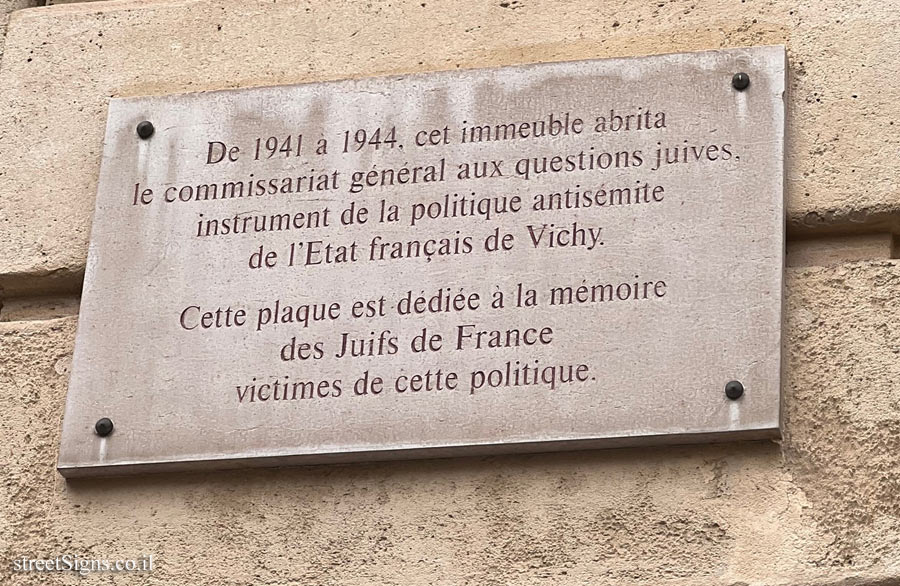 De 1941 à 1944, cet immeuble abrita
le commissariat général aux questions juives,
instrument de la politique antisémite
de l'Etat français de Vichy.
Cette plaque est dédiée à la mémoire
des Juifs de France
victimes de cette politique.
streetSigns.co.il